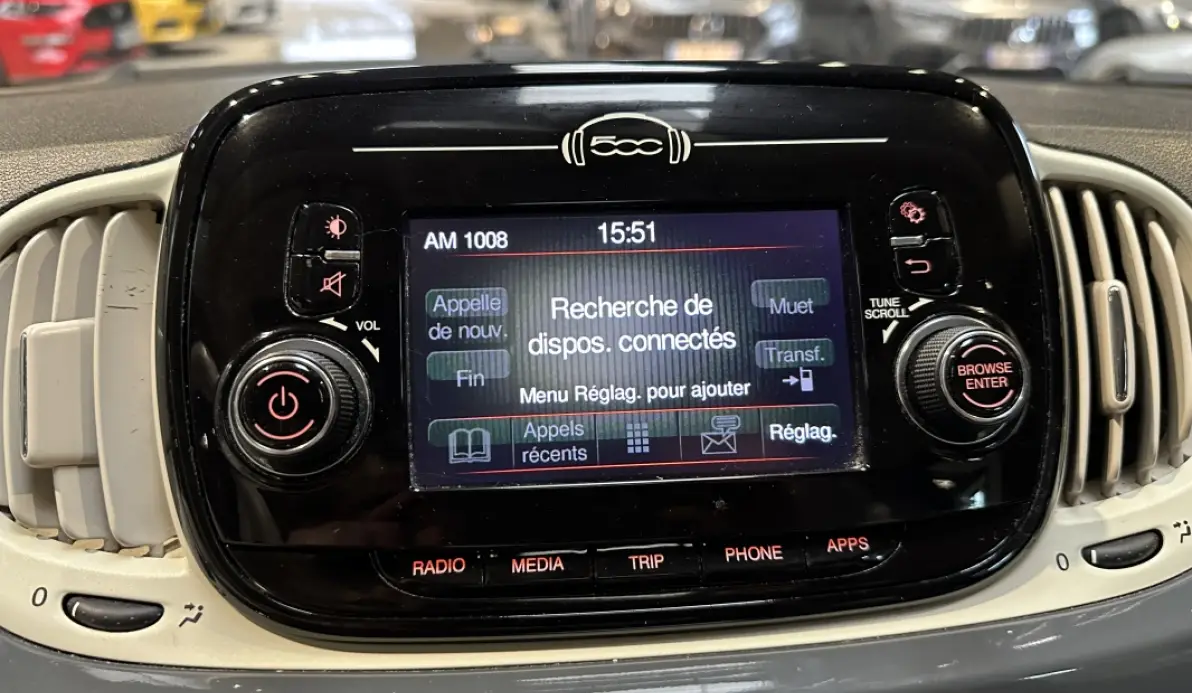 500
AM 1008
15:51
VOL
TUNE
SCROLL
Appelle
de nouv.
Recherche de
dispos. connectés
Muet
Fin
Transf.
Menu Réglag. pour ajouter
BROWSE
ENTER
Appels
récents
Réglag.
RADIO
MEDIA
TRIP
PHONE
APPS
0
0